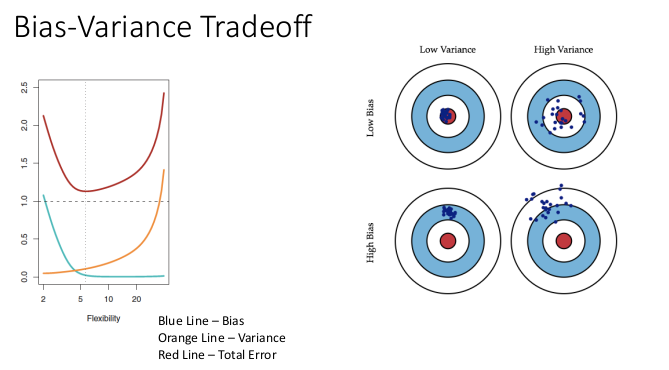 Bias-Variance Tradeoff
2.5
2.0
1.5
1.0
0.5
0.0
2 5 10 20
Flexibility
Blue Line – Bias
Orange Line – Variance
Red Line – Total Error
Low Variance High Variance
Low Bias
High Bias